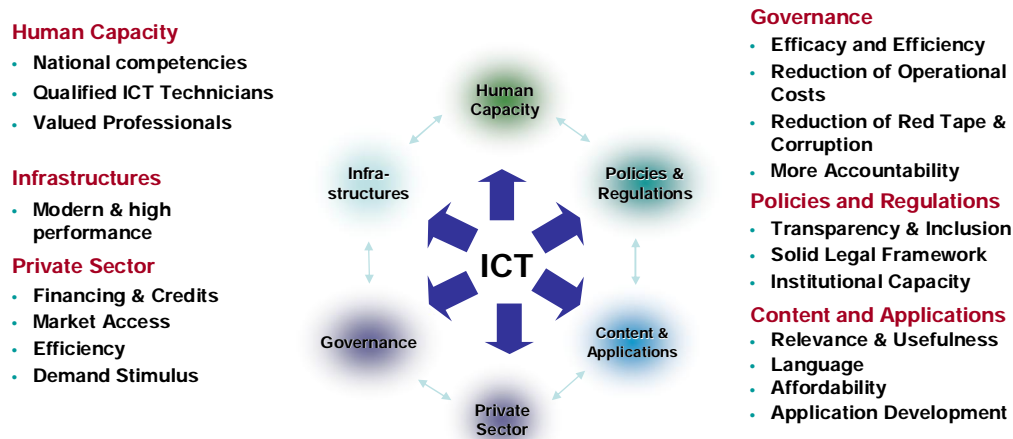 Human Capacity
• National competencies
• Qualified ICT Technicians
• Valued Professionals
Infrastructures
• Modern & high
performance
Private Sector
• Financing & Credits
• Market Access
• Efficiency
• Demand Stimulus
Human
Capacity
Infra-
structures
Policies &
Regulations
ICT
Governance
Content &
Applications
Private
Sector
Governance
• Efficacy and Efficiency
• Reduction of Operational
Costs
• Reduction of Red Tape &
Corruption
• More Accountability
Policies and Regulations
• Transparency & Inclusion
• Solid Legal Framework
• Institutional Capacity
Content and Applications
• Relevance & Usefulness
• Language
• Affordability
• Application Development